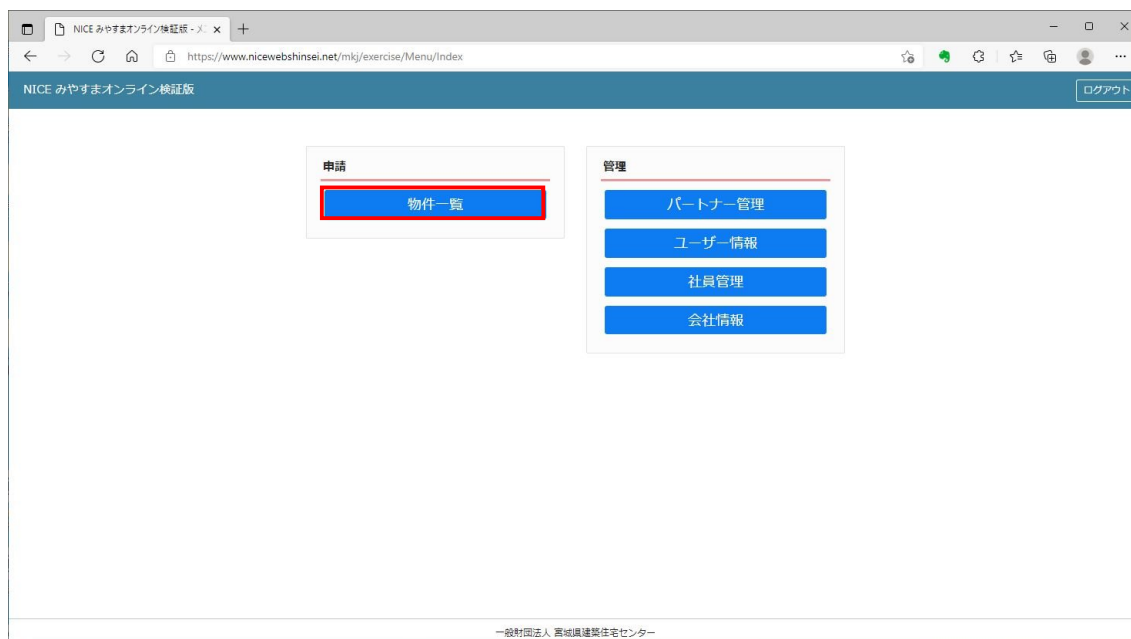 NICE みやすまオンライン検証版 - メ
https://www.nicewebshinsei.net/mkj/exercise/Menu/Index
NICE みやすまオンライン検証版
ログアウト
申請
物件一覧
管理
パートナー管理
ユーザー情報
社員管理
会社情報
一般財団法人 宮城県建築住宅センター